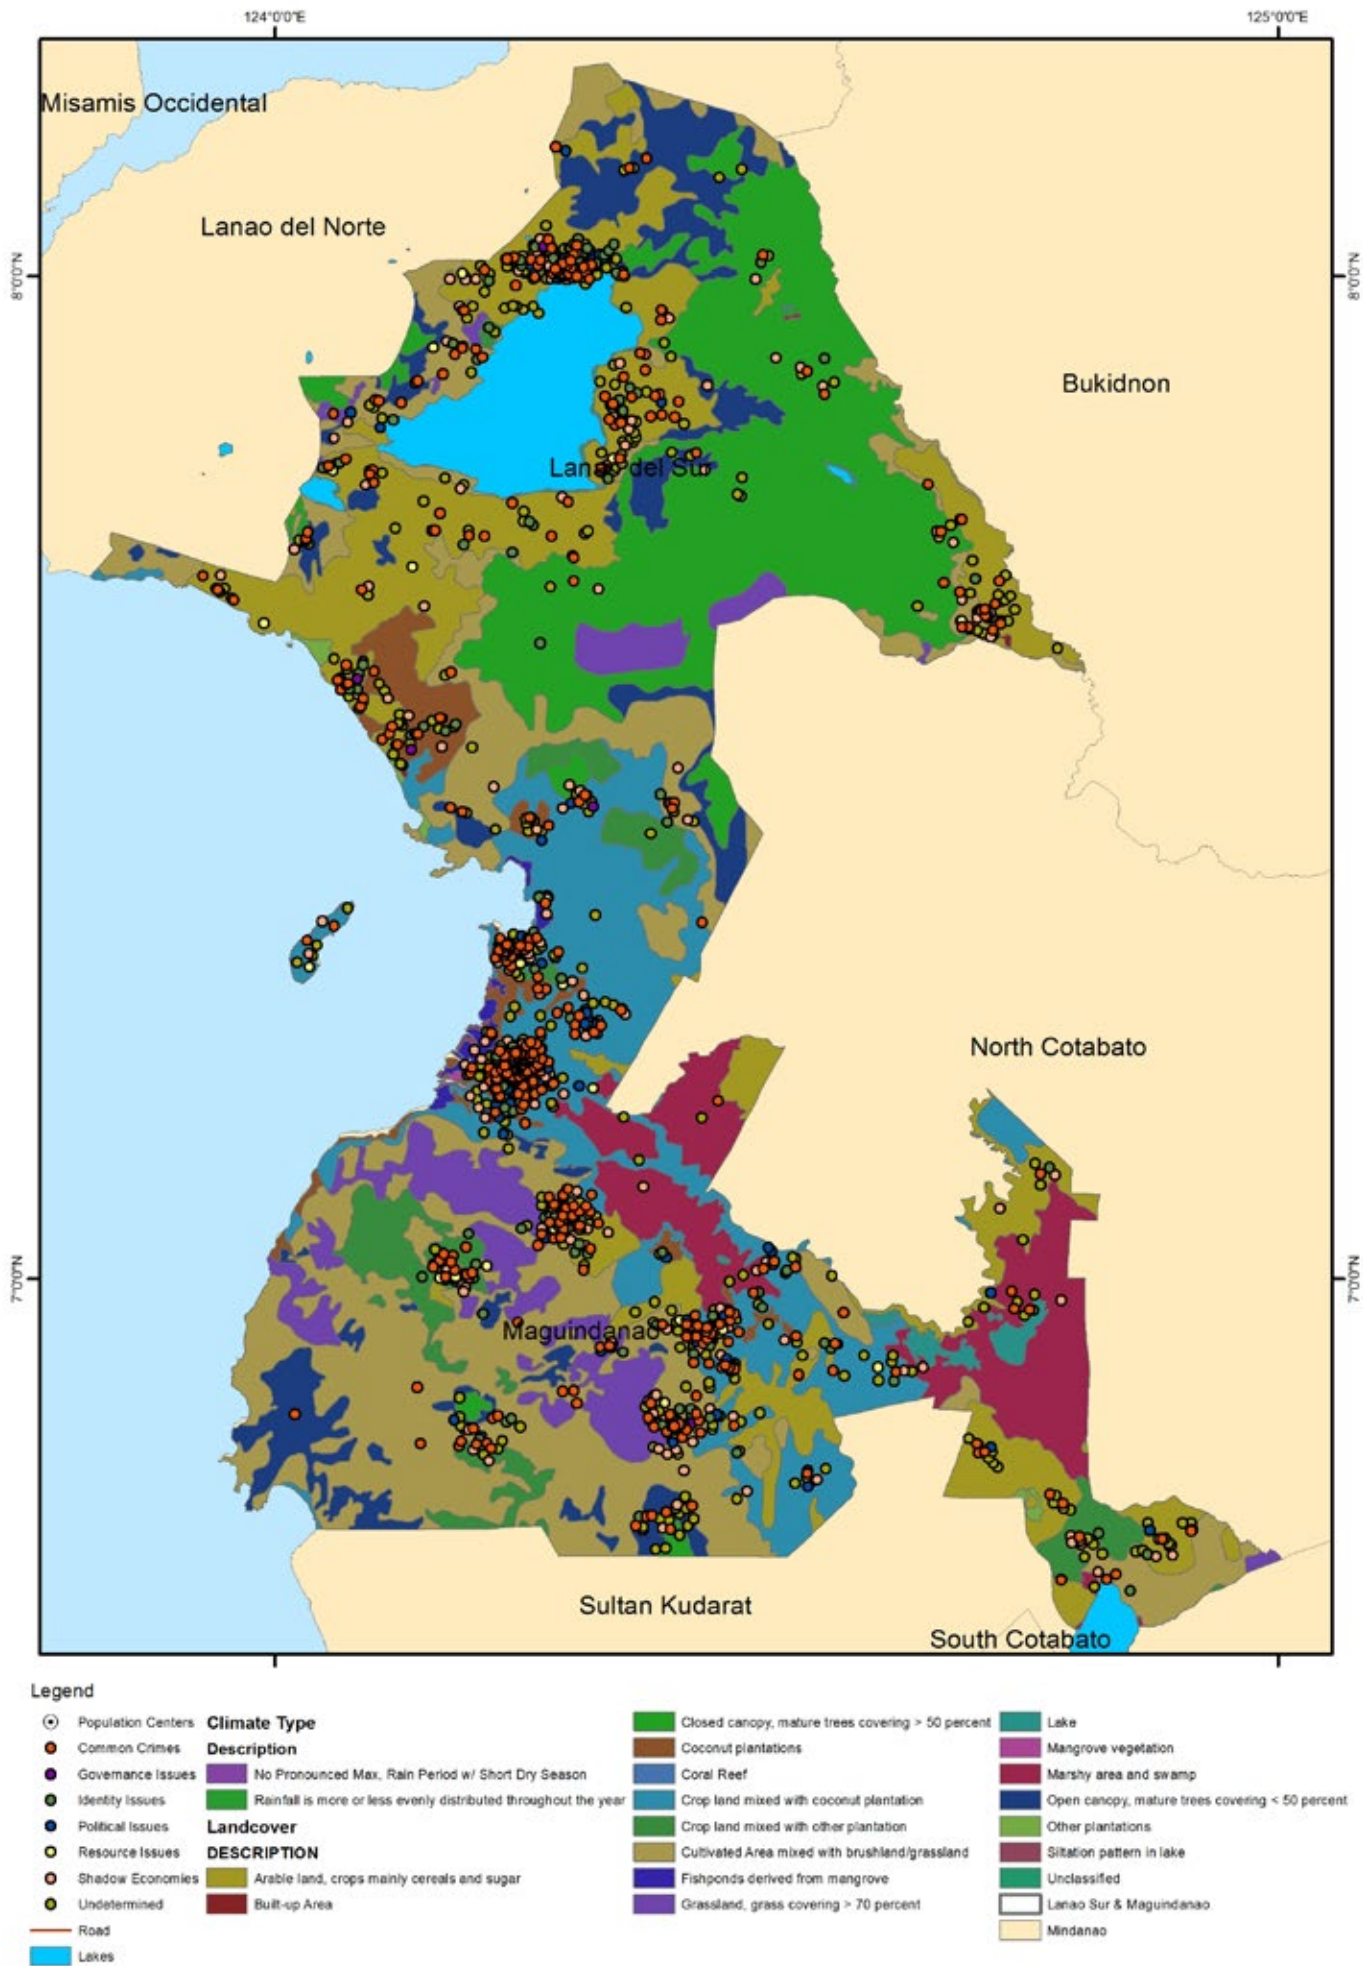 124°0'0"E
125°0'0"E
Misamis Occidental
Lanao del Norte
8°0'0"N
8°0'0"N
Bukidnon
Lanao del Sur
North Cotabato
7°0'0"N
7°0'0"N
Maguindanao
Sultan Kudarat
South Cotabato
Legend
Population Centers
Common Crimes
Governance Issues
Identity Issues
Political Issues
Resource Issues
Shadow Economies
Undetermined
Road
Lakes
Climate Type
Description
No Pronounced Max, Rain Period w/ Short Dry Season
Rainfall is more or less evenly distributed throughout the year
Landcover
DESCRIPTION
Arable land, crops mainly cereals and sugar
Built-up Area
Closed canopy, mature trees covering > 50 percent
Coconut plantations
Coral Reef
Crop land mixed with coconut plantation
Crop land mixed with other plantation
Cultivated Area mixed with brushland/grassland
Fishponds derived from mangrove
Grassland, grass covering > 70 percent
Lake
Mangrove vegetation
Marshy area and swamp
Open canopy, mature trees covering < 50 percent
Other plantations
Siltation pattern in lake
Unclassified
Lanao Sur & Maguindanao
Mindanao